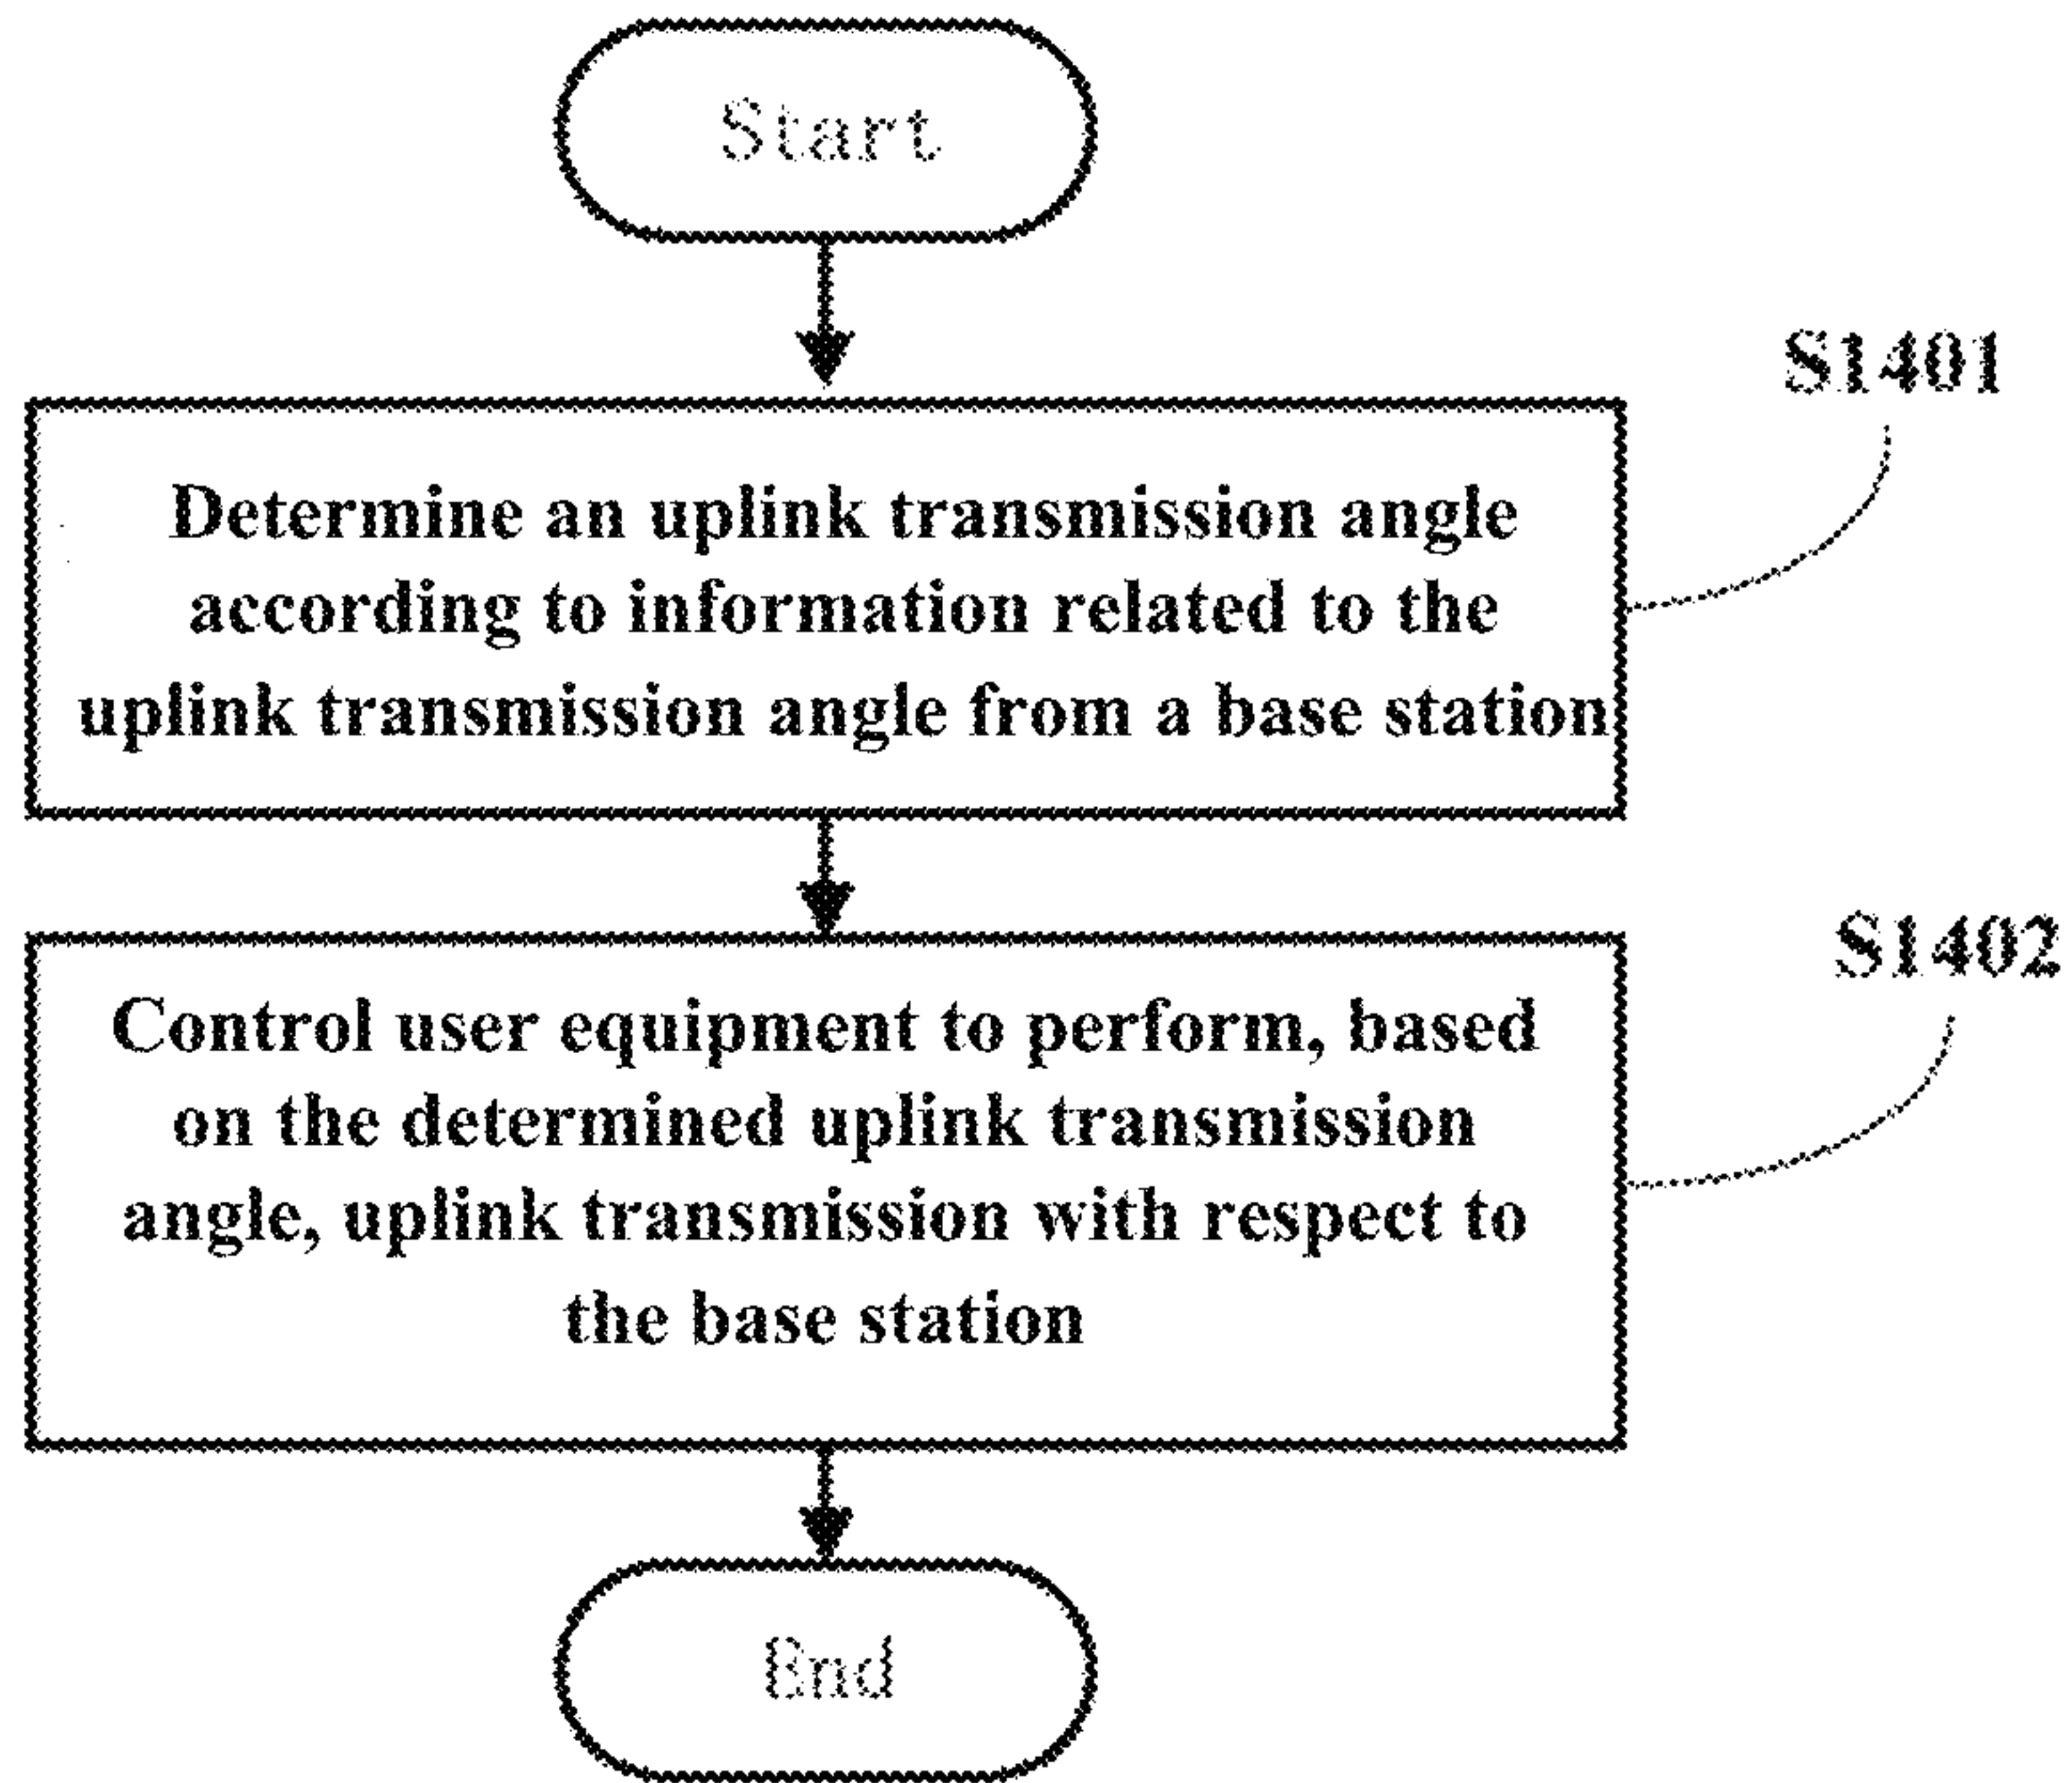 Start
S1401
Determine an uplink transmission angle
according to information related to the
uplink transmission angle from a base station
S1402
Control user equipment to perform, based
on the determined uplink transmission
angle, uplink transmission with respect to
the base station
End